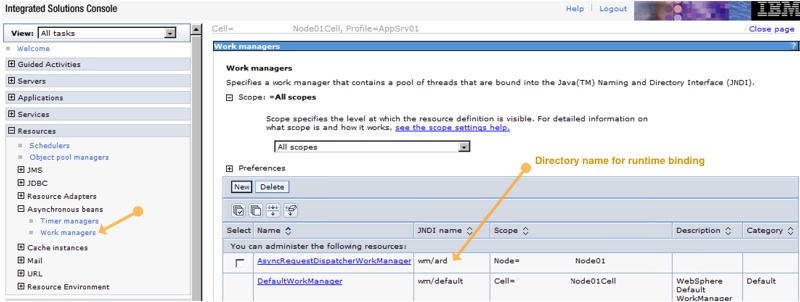 Integrated Solutions Console
Help
Logout
IBM
View: All tasks
Welcome
Guided Activities
Servers
Applications
Services
Resources
Schedulers
Object pool managers
JMS
JDBC
Resource Adapters
Asynchronous beans
Timer managers
Work managers
Cache instances
Mail
URL
Resource Environment
Cell= Node01Cell, Profile=AppSrv01
Close page
Work managers
?
Work managers
Specifies a work manager that contains a pool of threads that are bound into the Java(TM) Naming and Directory Interface (JNDI).
Scope: =All scopes
Scope specifies the level at which the resource definition is visible. For detailed information on
what scope is and how it works, see the scope settings help.
All scopes
Directory name for runtime binding
Preferences
New Delete
Select Name JNDI name Scope Description Category
You can administer the following resources:
AsyncRequestDispatcherWorkManager wm/ard Node= Node01
DefaultWorkManager wm/default Cell= Node01Cell WebSphere Default
Default
WorkManager